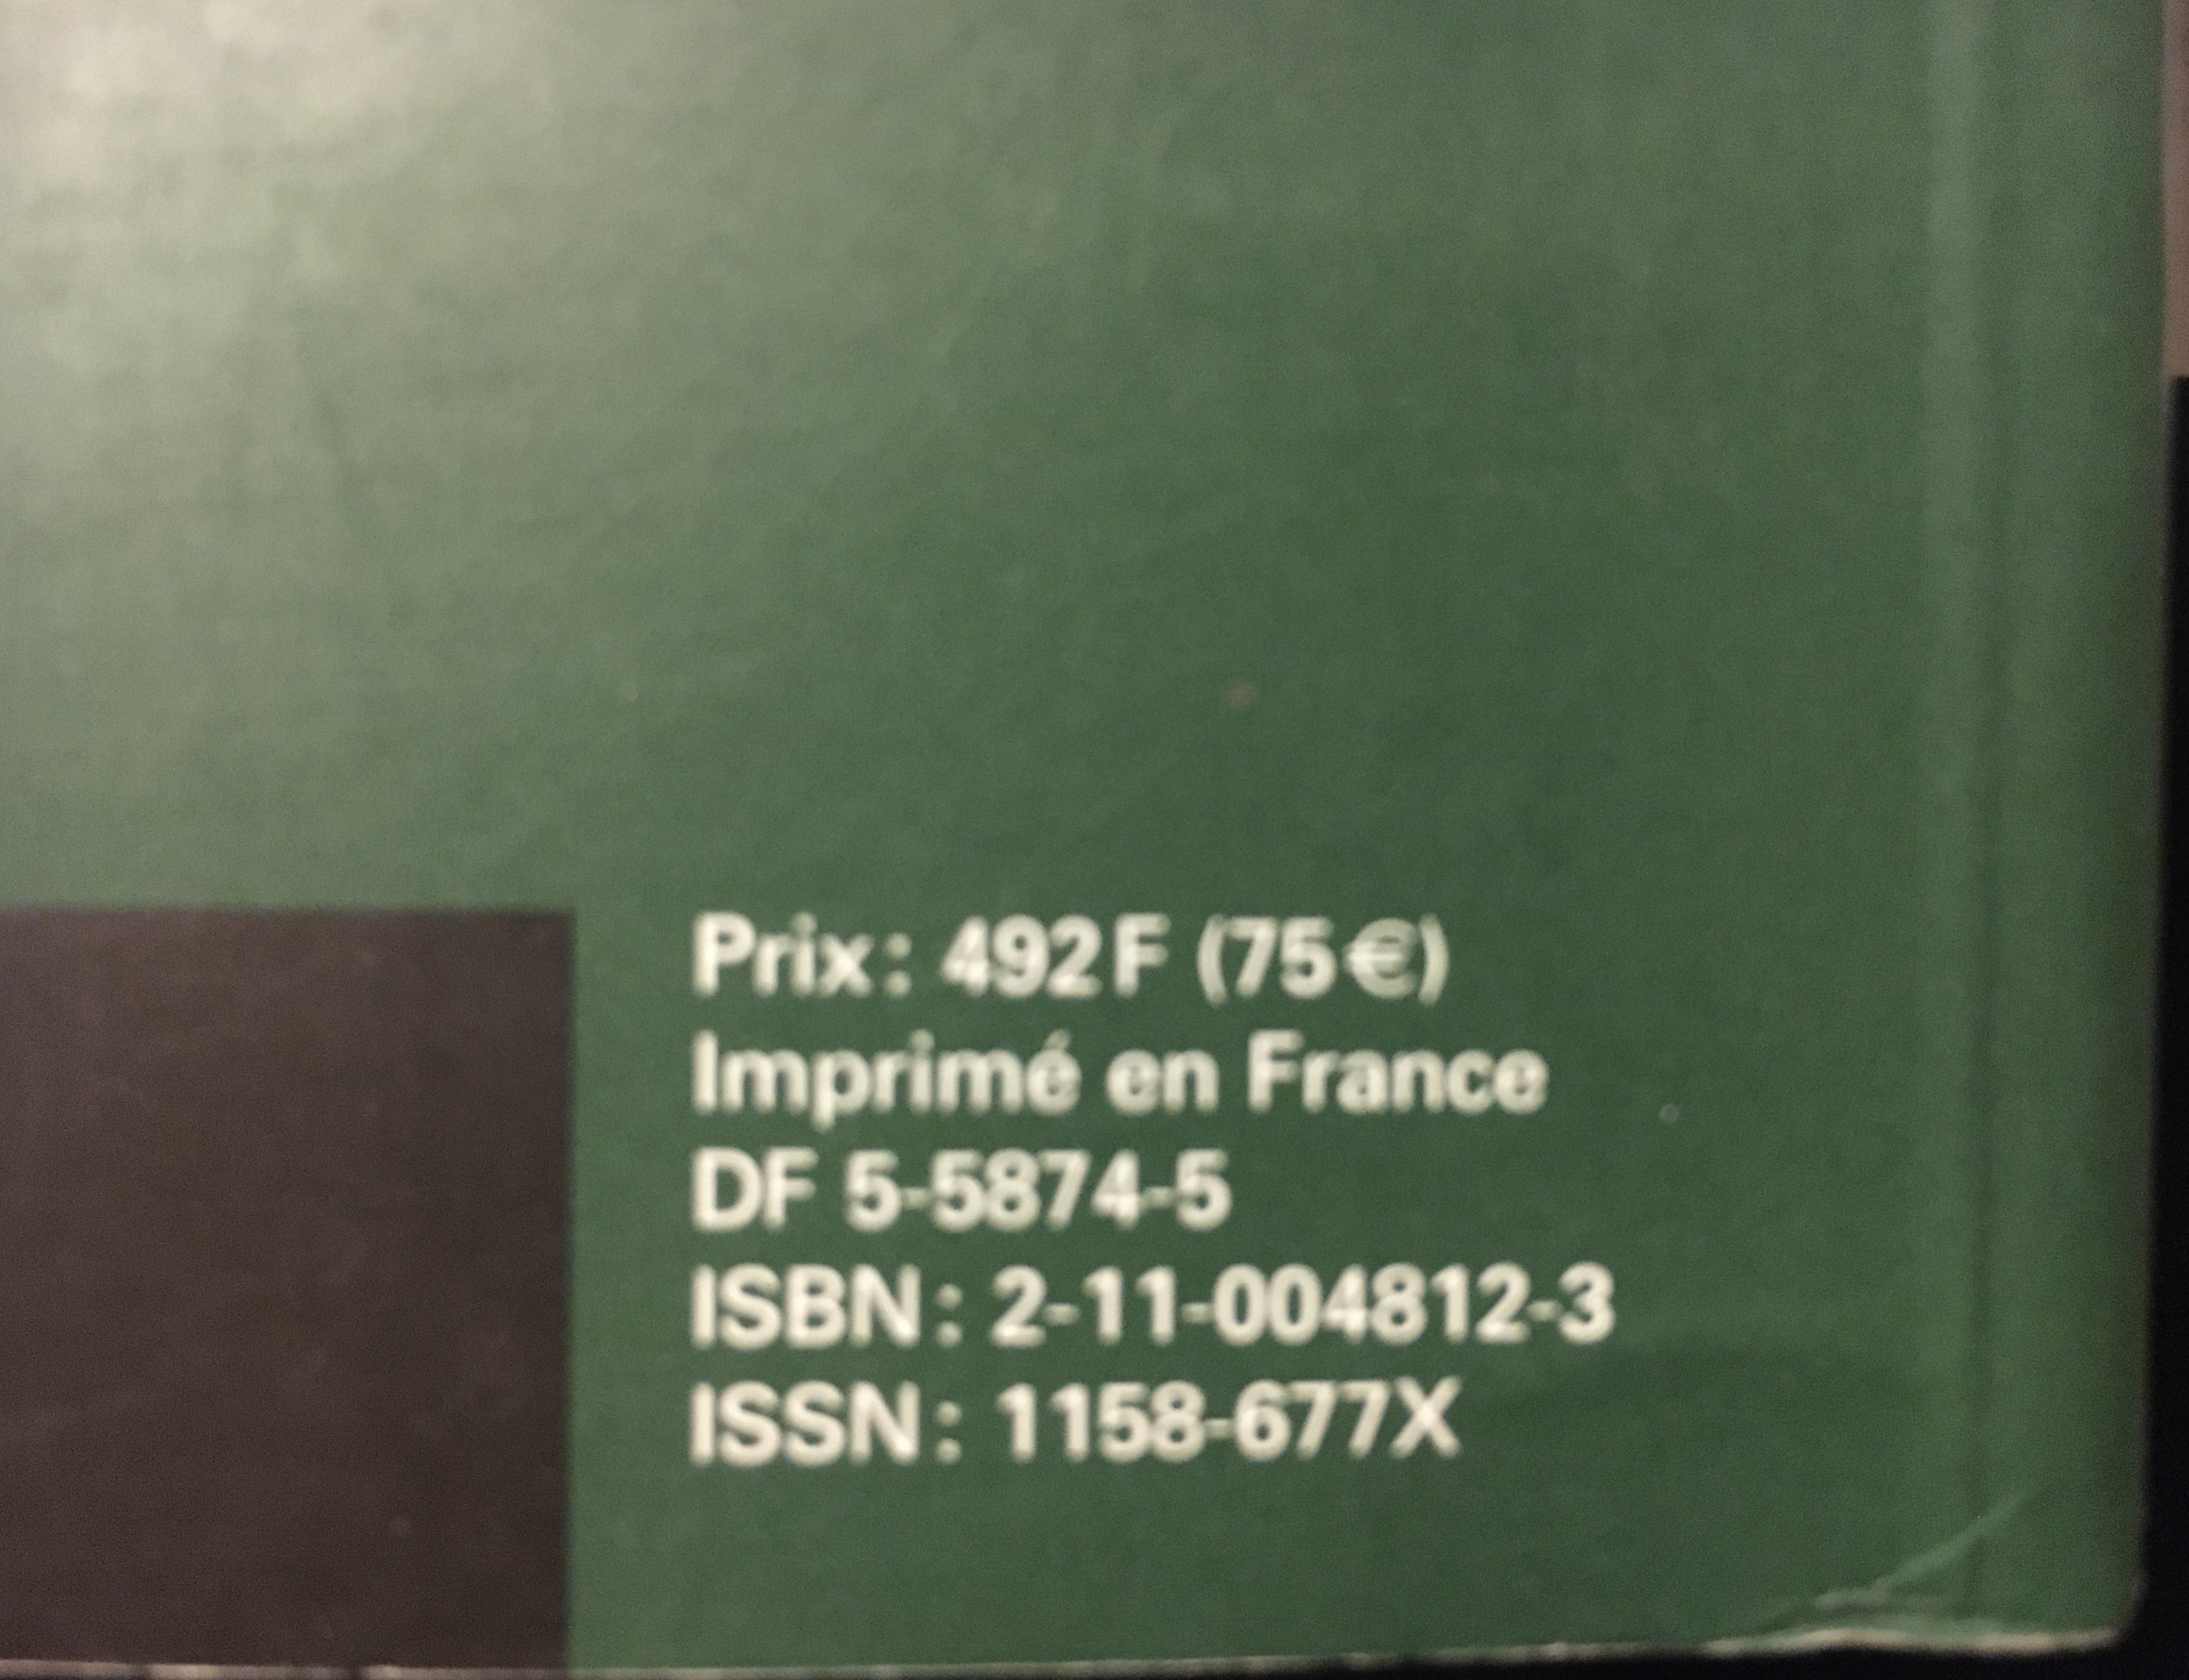 Prix : 492 F (75 €)
Imprimé en France
DF 5-5874-5
ISBN : 2-11-004812-3
ISSN : 1158-677X